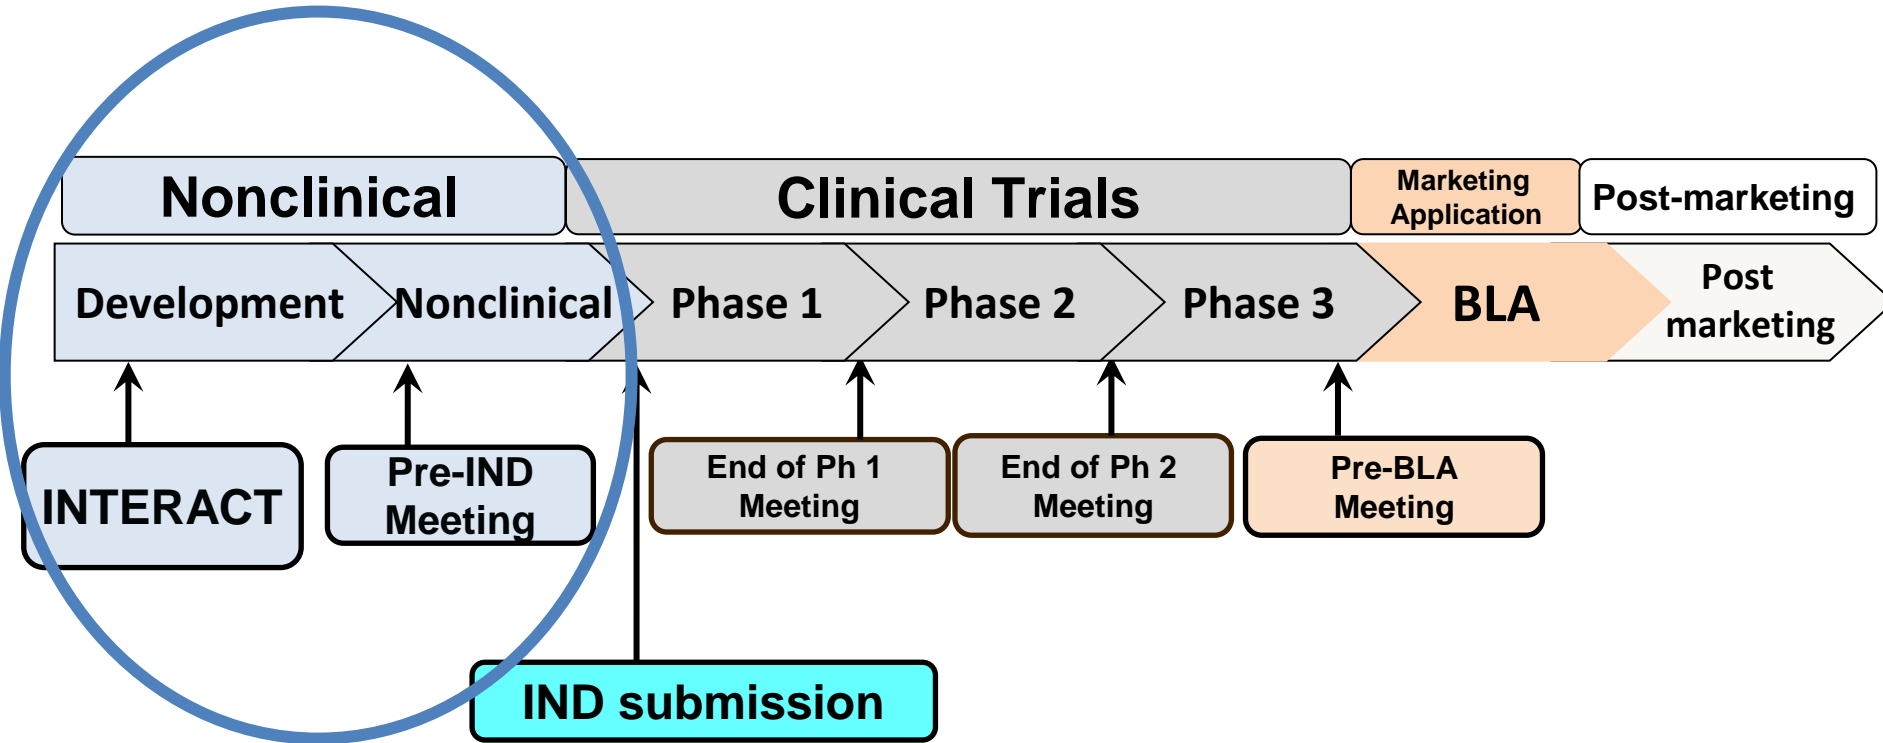 Nonclinical
Clinical Trials
Marketing
Application
Post-marketing
Development
Nonclinical
Phase 1
Phase 2
Phase 3
BLA
Post
marketing
INTERACT
Pre-IND
Meeting
End of Ph 1
Meeting
End of Ph 2
Meeting
Pre-BLA
Meeting
IND submission